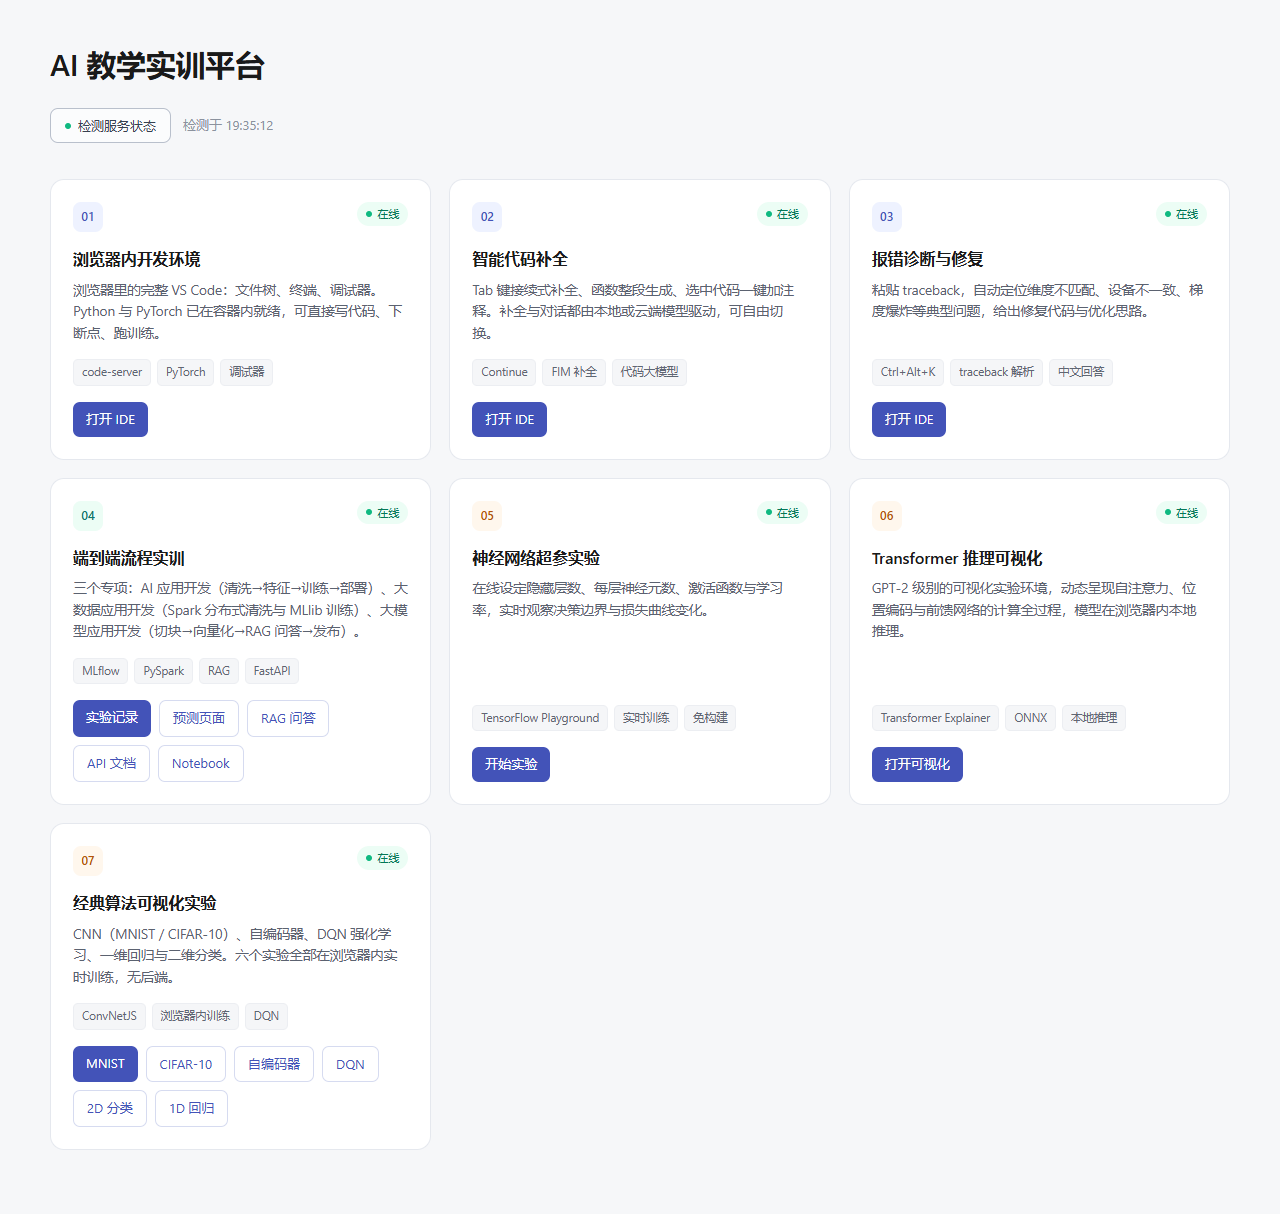 AI 教学实训平台
检测服务状态 检测于 19:35:12
01 在线
浏览器内开发环境
浏览器里的完整 VS Code：文件树、终端、调试器。
Python 与 PyTorch 已在容器内就绪，可直接写代码、下
断点、跑训练。
code-server PyTorch 调试器
打开 IDE
02 在线
智能代码补全
Tab 键接续式补全、函数整段生成、选中代码一键加注
释。补全与对话都由本地或云端模型驱动，可自由切
换。
Continue FIM 补全 代码大模型
打开 IDE
03 在线
报错诊断与修复
粘贴 traceback，自动定位维度不匹配、设备不一致、梯
度爆炸等典型问题，给出修复代码与优化思路。
Ctrl+Alt+K traceback 解析 中文回答
打开 IDE
04 在线
端到端流程实训
三个专项：AI 应用开发（清洗→特征→训练→部署）、大
数据应用开发（Spark 分布式清洗与 MLlib 训练）、大模
型应用开发（切块→向量化→RAG 问答→发布）。
MLflow PySpark RAG FastAPI
实验记录 预测页面 RAG 问答
API 文档 Notebook
05 在线
神经网络超参实验
在线设定隐藏层数、每层神经元数、激活函数与学习
率，实时观察决策边界与损失曲线变化。
TensorFlow Playground 实时训练 免构建
开始实验
06 在线
Transformer 推理可视化
GPT-2 级别的可视化实验环境，动态呈现自注意力、位
置编码与前馈网络的计算全过程，模型在浏览器内本地
推理。
Transformer Explainer ONNX 本地推理
打开可视化
07 在线
经典算法可视化实验
CNN（MNIST / CIFAR-10）、自编码器、DQN 强化学
习、一维回归与二维分类。六个实验全部在浏览器内实
时训练，无后端。
ConvNetJS 浏览器内训练 DQN
MNIST CIFAR-10 自编码器 DQN
2D 分类 1D 回归